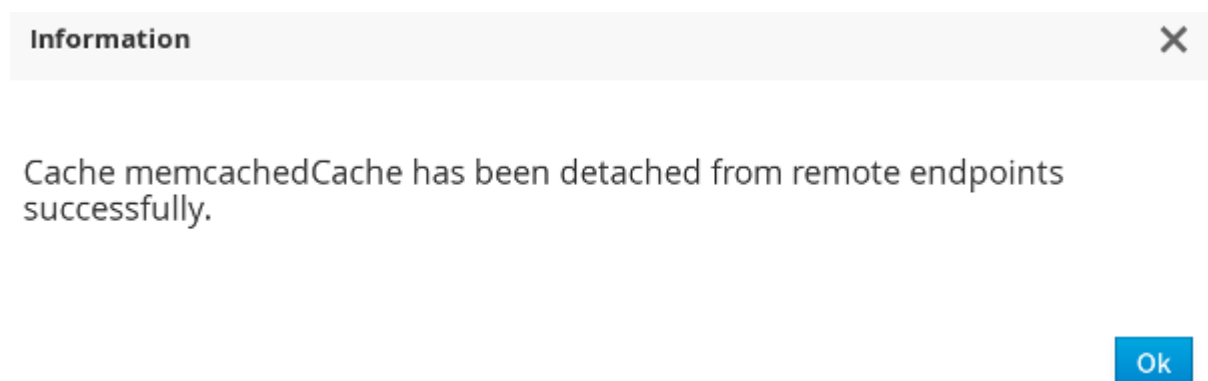 Information
Cache memcachedCache has been detached from remote endpoints
successfully.
Ok